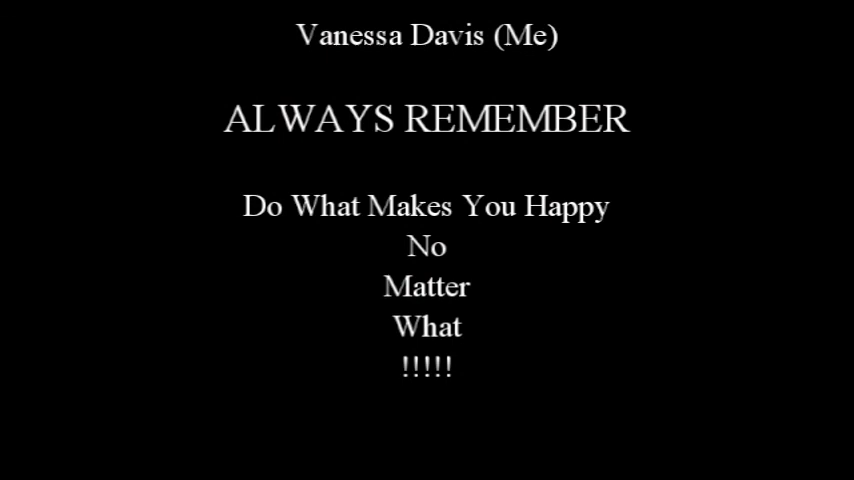 Vanessa Davis (Me)
ALWAYS REMEMBER
Do What Makes You Happy
No
Matter
What
!!!!!